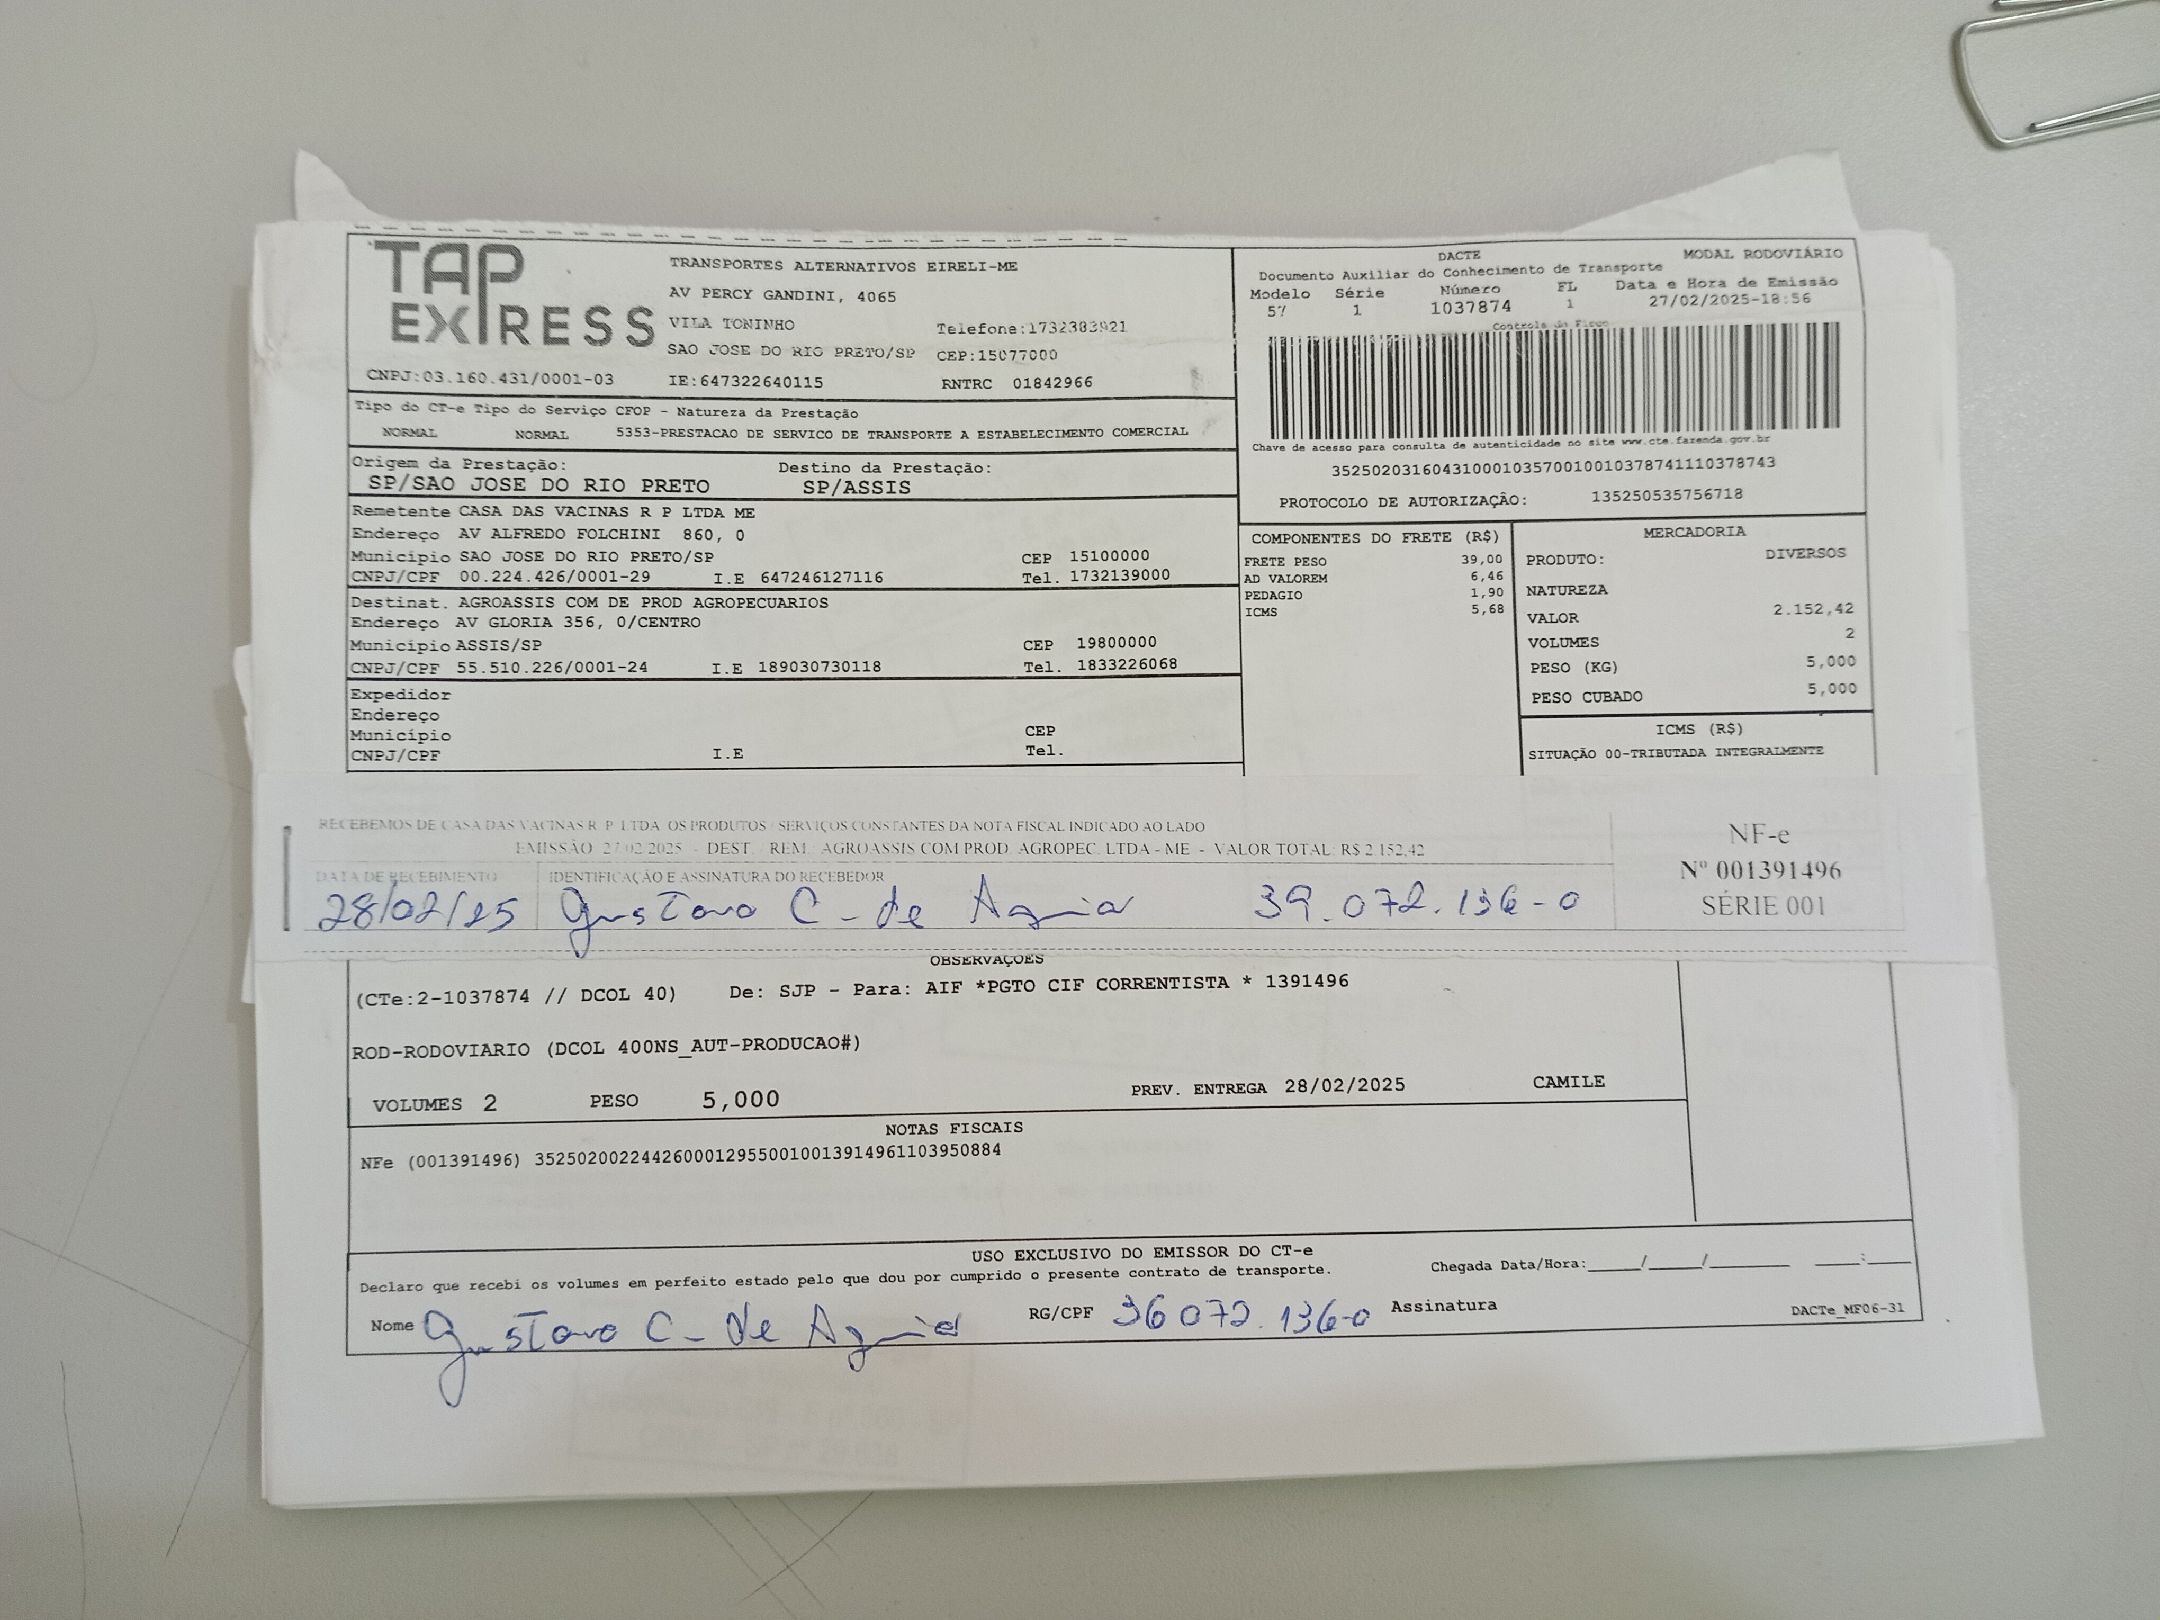 TAP EXPRESS
TRANSPORTES ALTERNATIVOS EIRELI-ME
AV PERCY GANDINI, 4065
VILA TONINHO Telefone:1732383921
SAO JOSE DO RIO PRETO/SP CEP:15077000
CNPJ:03.160.431/0001-03 IE:647322640115 RNTRC 01842966
DACTE MODAL RODOVIÁRIO
Documento Auxiliar do Conhecimento de Transporte
Modelo Série Número FL Data e Hora de Emissão
57 1 1037874 1 27/02/2025-18:56
Controle do Fisco
Chave de acesso para consulta de autenticidade no site www.cte.fazenda.gov.br
35250203160431000103570010010378741110378743
PROTOCOLO DE AUTORIZAÇÃO: 135250535756718
Tipo do CT-e Tipo do Serviço CFOP - Natureza da Prestação
NORMAL NORMAL 5353-PRESTACAO DE SERVICO DE TRANSPORTE A ESTABELECIMENTO COMERCIAL
Origem da Prestação: Destino da Prestação:
SP/SAO JOSE DO RIO PRETO SP/ASSIS
Remetente CASA DAS VACINAS R P LTDA ME
Endereço AV ALFREDO FOLCHINI 860, 0
Município SAO JOSE DO RIO PRETO/SP CEP 15100000
CNPJ/CPF 00.224.426/0001-29 I.E 647246127116 Tel. 1732139000
Destinat. AGROASSIS COM DE PROD AGROPECUARIOS
Endereço AV GLORIA 356, 0/CENTRO
Município ASSIS/SP CEP 19800000
CNPJ/CPF 55.510.226/0001-24 I.E 189030730118 Tel. 1833226068
Expedidor
Endereço
Município CEP
CNPJ/CPF I.E Tel.
COMPONENTES DO FRETE (R$)
FRETE PESO 39,00
AD VALOREM 6,46
PEDAGIO 1,90
ICMS 5,68
MERCADORIA
PRODUTO: DIVERSOS
NATUREZA
VALOR 2.152,42
VOLUMES 2
PESO (KG) 5,000
PESO CUBADO 5,000
ICMS (R$)
SITUAÇÃO 00-TRIBUTADA INTEGRALMENTE
RECEBEMOS DE CASA DAS VACINAS R. P. LTDA OS PRODUTOS / SERVIÇOS CONSTANTES DA NOTA FISCAL INDICADO AO LADO
EMISSÃO: 27/02/2025 - DEST. / REM.: AGROASSIS COM PROD. AGROPEC. LTDA - ME - VALOR TOTAL: R$ 2.152,42
DATA DE RECEBIMENTO IDENTIFICAÇÃO E ASSINATURA DO RECEBEDOR
28/02/25 Gustavo C- de Aguiar 39.072.136-0
NF-e
Nº 001391496
SÉRIE 001
OBSERVAÇÕES
(CTe:2-1037874 // DCOL 40) De: SJP - Para: AIF *PGTO CIF CORRENTISTA * 1391496
ROD-RODOVIARIO (DCOL 400NS_AUT-PRODUCAO#)
VOLUMES 2 PESO 5,000 PREV. ENTREGA 28/02/2025 CAMILE
NOTAS FISCAIS
NFe (001391496) 35250200224426000129550010013914961103950884
USO EXCLUSIVO DO EMISSOR DO CT-e
Declaro que recebi os volumes em perfeito estado pelo que dou por cumprido o presente contrato de transporte. Chegada Data/Hora:_____/_____/_______ ____:____
Nome Gustavo C- de Aguiar RG/CPF 36072.136-0 Assinatura DACTe_MF06-31